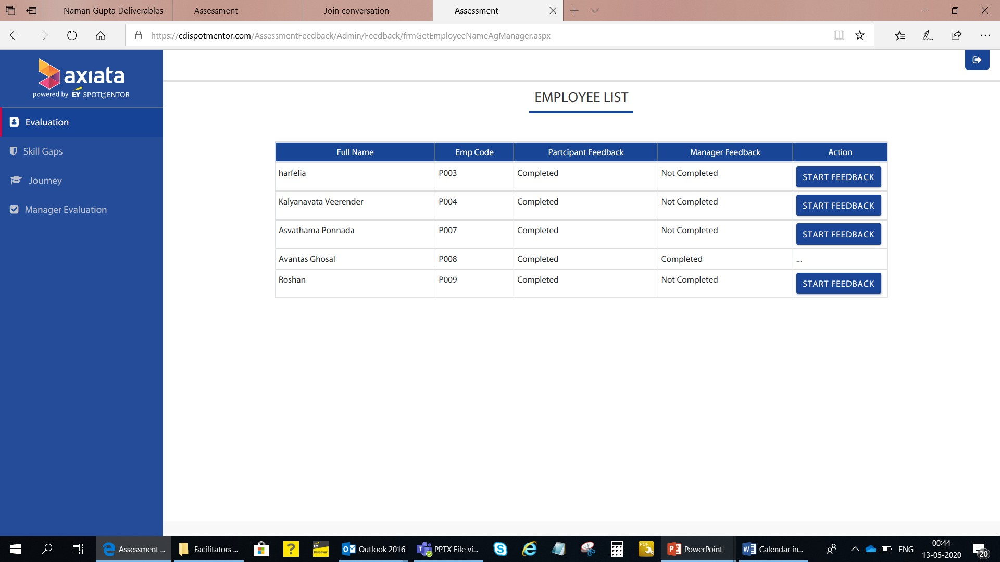 Naman Gupta Deliverables
Assessment
Join conversation
Assessment
https://cdispotmentor.com/AssessmentFeedback/Admin/Feedback/frmGetEmployeeNameAgManager.aspx
axiata
powered by EY SPOTMENTOR
Evaluation
Skill Gaps
Journey
Manager Evaluation
EMPLOYEE LIST
Full Name Emp Code Partcipant Feedback Manager Feedback Action
harfelia P003 Completed Not Completed START FEEDBACK
Kalyanavata Veerender P004 Completed Not Completed START FEEDBACK
Asvathama Ponnada P007 Completed Not Completed START FEEDBACK
Avantas Ghosal P008 Completed Completed ...
Roshan P009 Completed Not Completed START FEEDBACK
Assessment ...
Facilitators ...
?
EY Discover
Outlook 2016
PPTX File vi...
PDF
PowerPoint
Calendar in...
ENG
00:44
13-05-2020
20